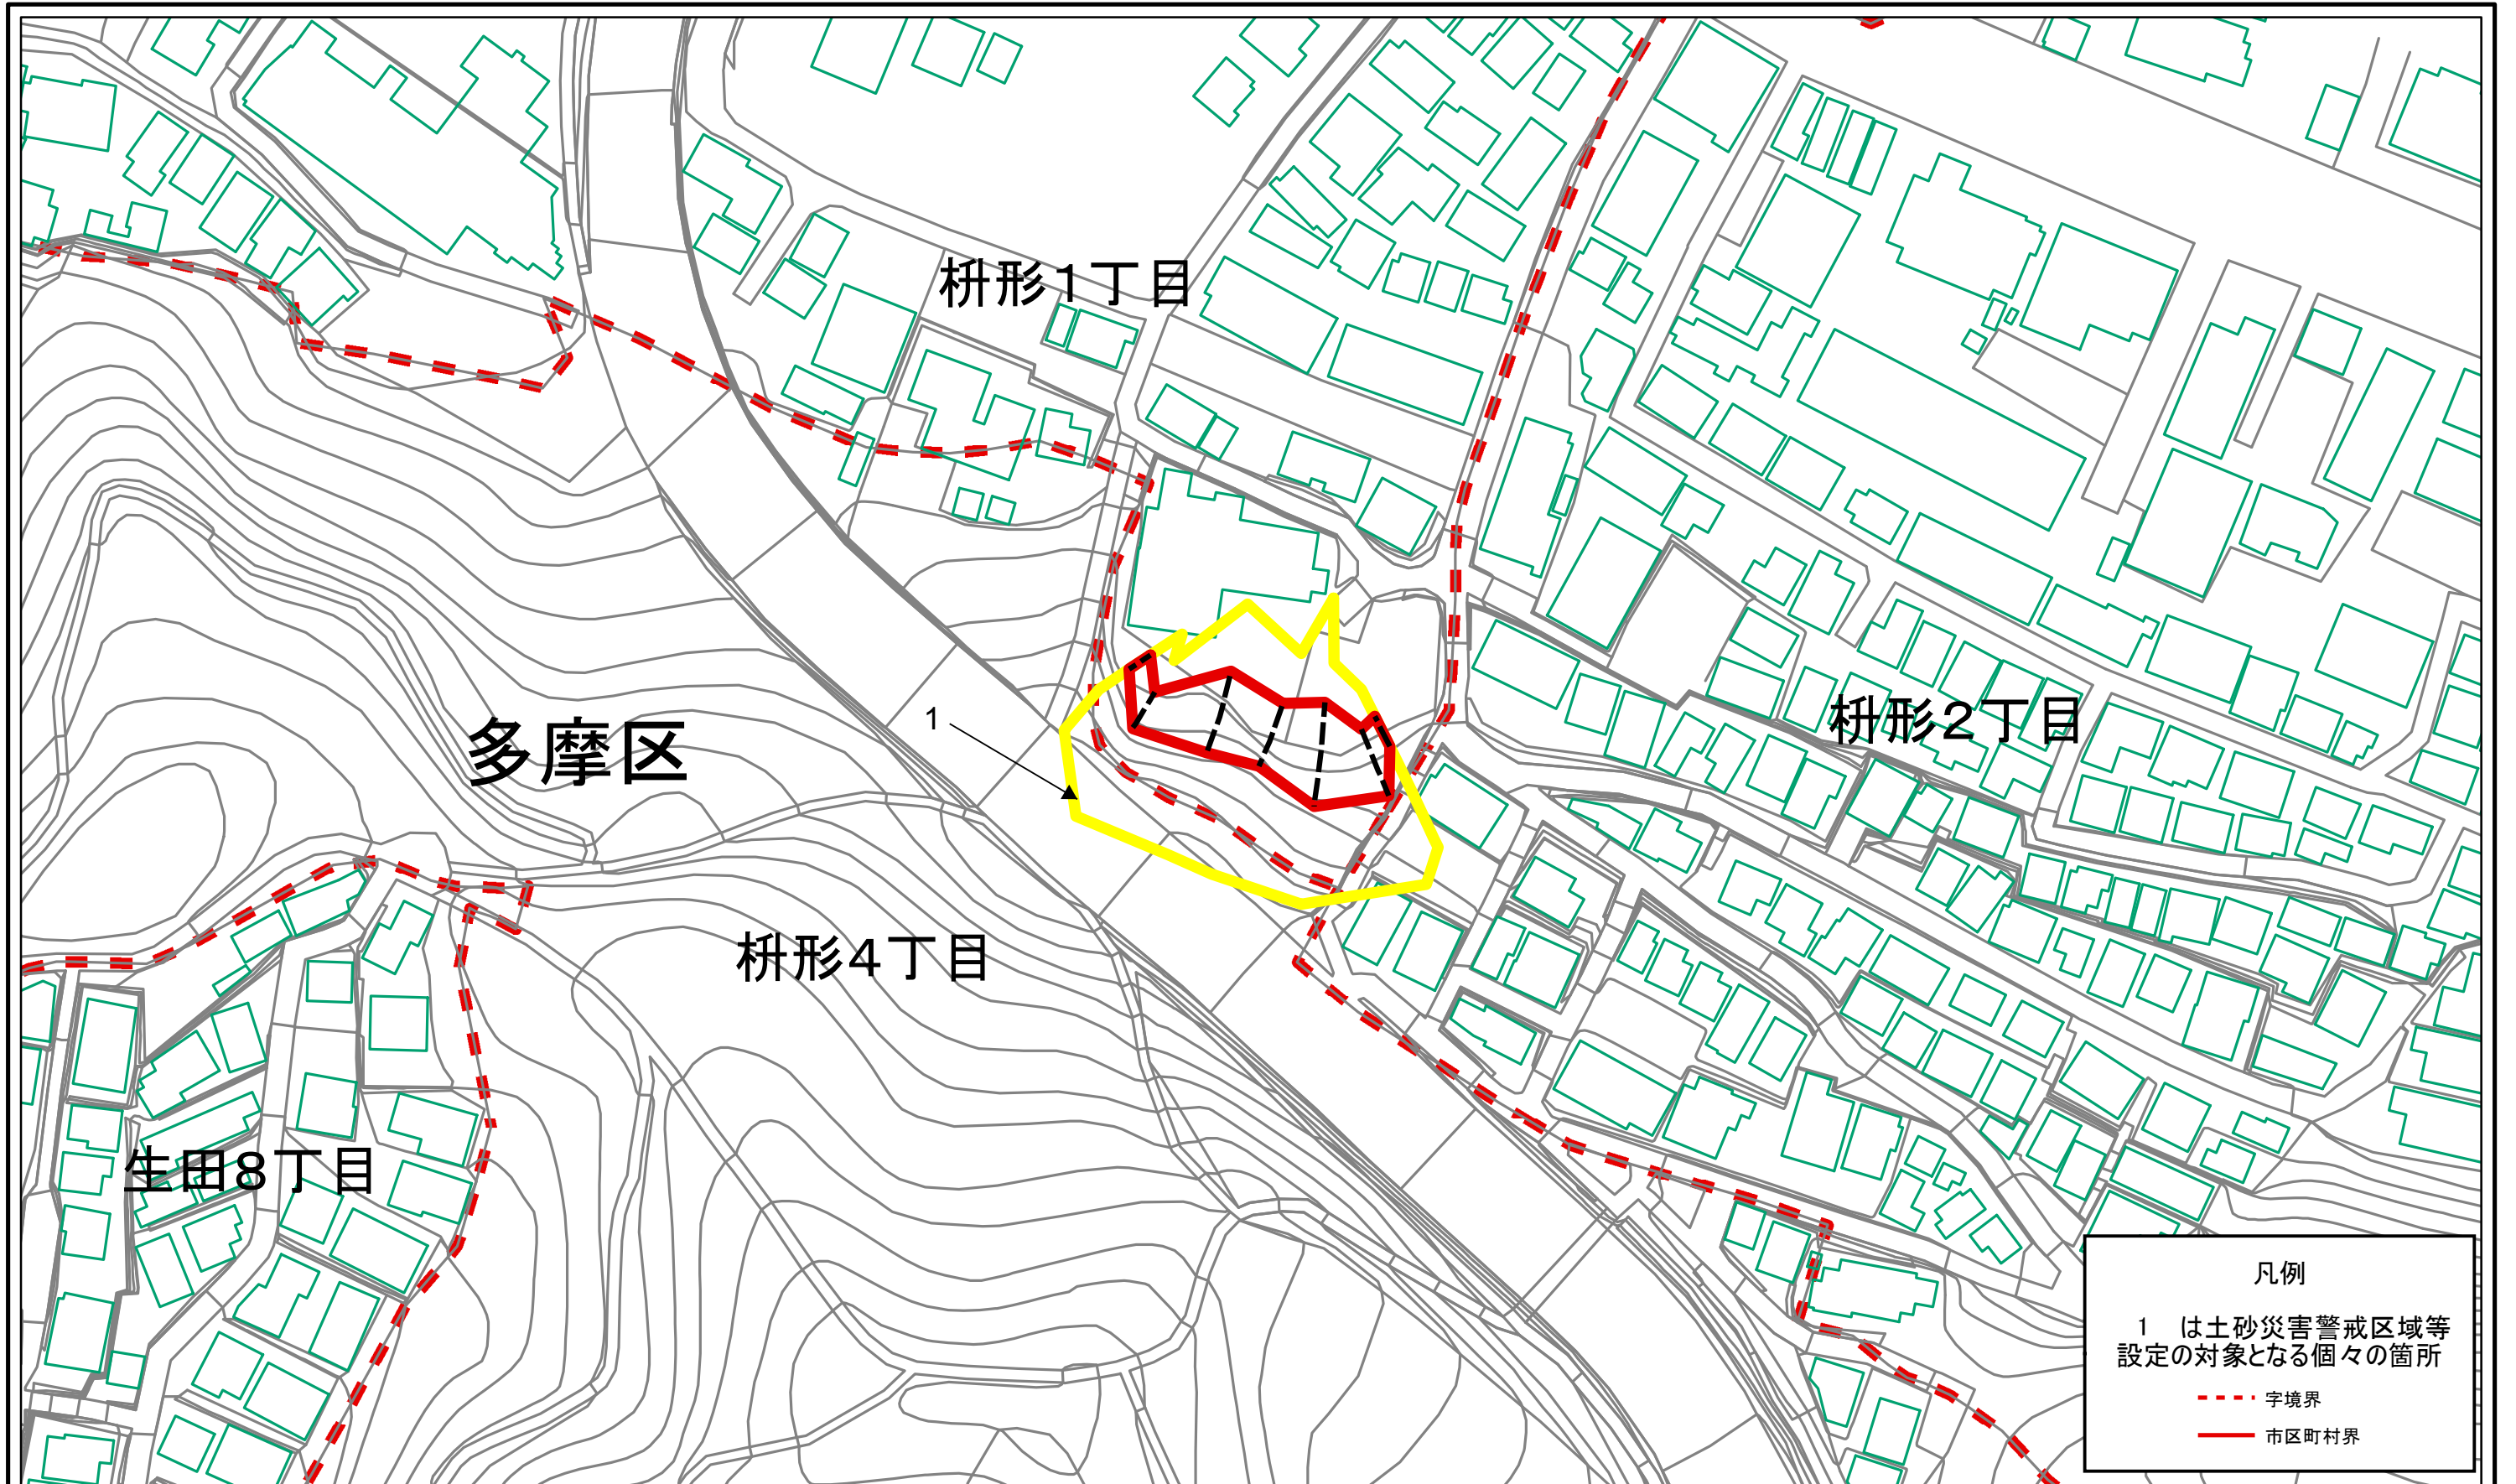 枡形1丁目
枡形2丁目
1
多摩区
枡形4丁目
生田8丁目
凡例
1 は土砂災害警戒区域等
設定の対象となる個々の箇所
字境界
市区町村界